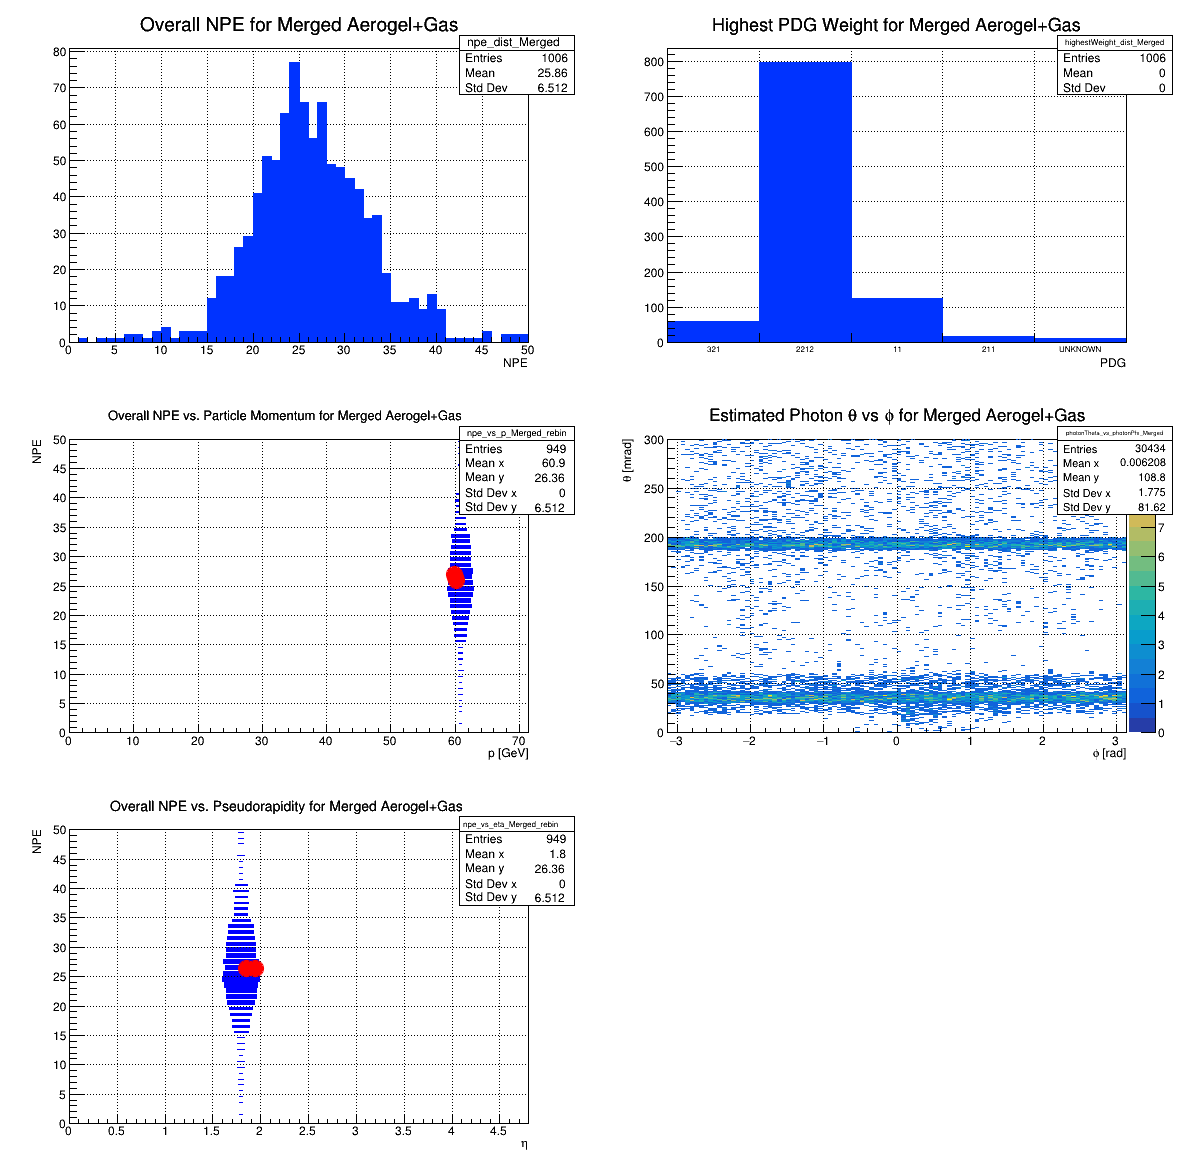 Overall NPE for Merged Aerogel+Gas
npe_dist_Merged
Entries 1006
Mean 25.86
Std Dev 6.512
80
70
60
50
40
30
20
10
0
0 5 10 15 20 25 30 35 40 45 50
NPE
Highest PDG Weight for Merged Aerogel+Gas
highestWeight_dist_Merged
Entries 1006
Mean 0
Std Dev 0
800
700
600
500
400
300
200
100
0
321 2212 11 211 UNKNOWN
PDG
Overall NPE vs. Particle Momentum for Merged Aerogel+Gas
npe_vs_p_Merged_rebin
Entries 949
Mean x 60.9
Mean y 26.36
Std Dev x 0
Std Dev y 6.512
NPE
50
45
40
35
30
25
20
15
10
5
0
0 10 20 30 40 50 60 70
p [GeV]
Estimated Photon θ vs ϕ for Merged Aerogel+Gas
photonTheta_vs_photonPhi_Merged
Entries 30434
Mean x 0.006208
Mean y 108.8
Std Dev x 1.775
Std Dev y 81.62
θ [mrad]
300
250
200
150
100
50
0
−3 −2 −1 0 1 2 3
ϕ [rad]
7
6
5
4
3
2
1
0
Overall NPE vs. Pseudorapidity for Merged Aerogel+Gas
npe_vs_eta_Merged_rebin
Entries 949
Mean x 1.8
Mean y 26.36
Std Dev x 0
Std Dev y 6.512
NPE
50
45
40
35
30
25
20
15
10
5
0
0 0.5 1 1.5 2 2.5 3 3.5 4 4.5
η